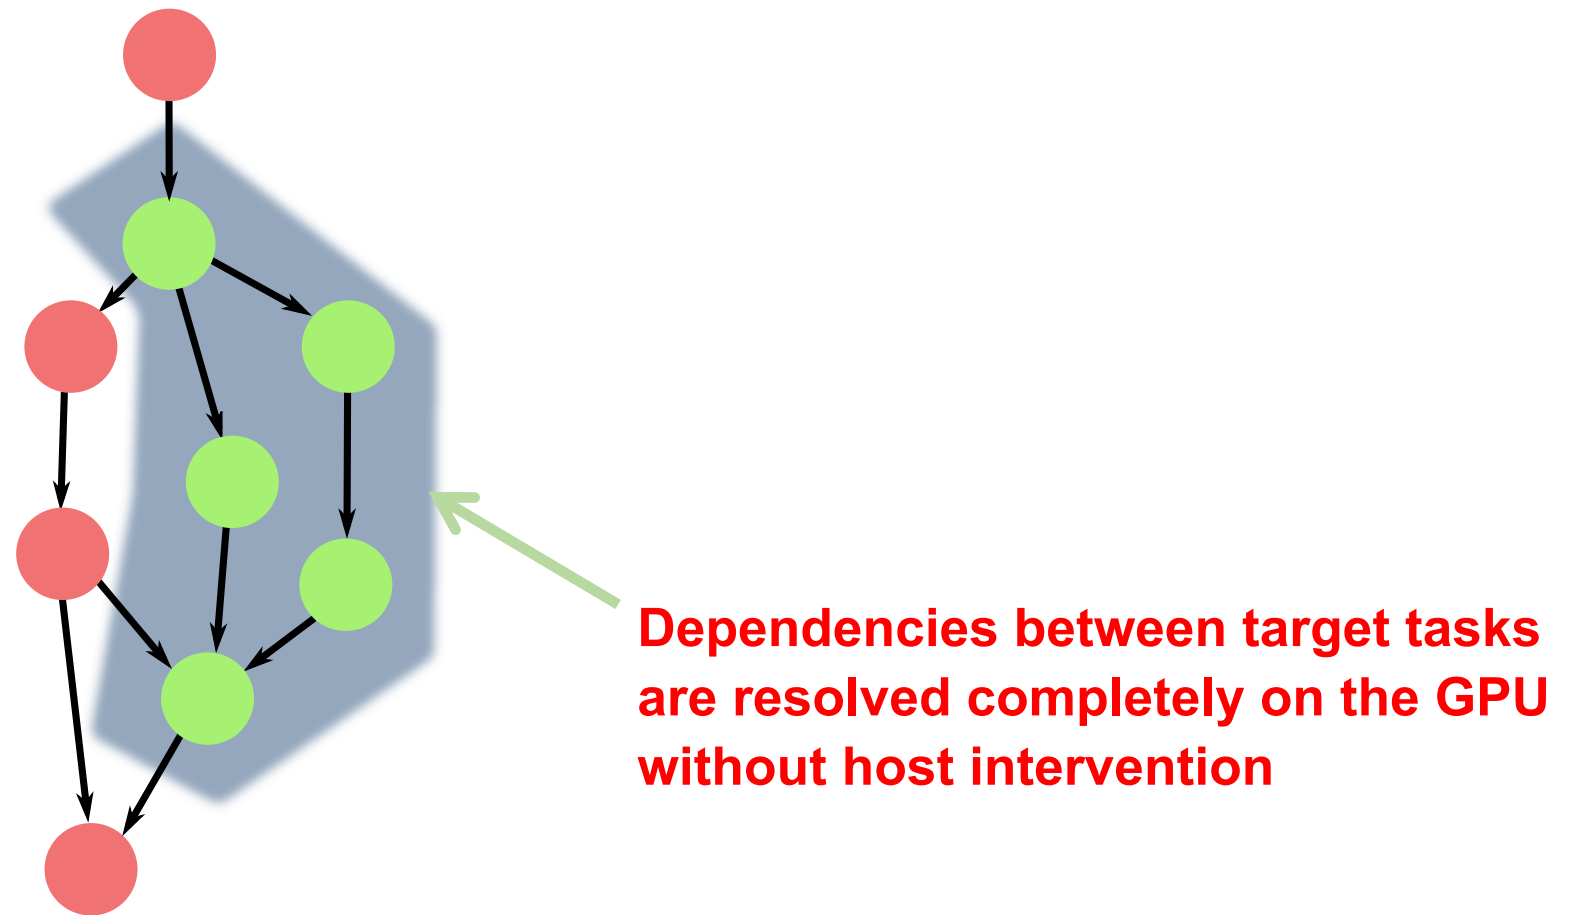 Dependencies between target tasks
are resolved completely on the GPU
without host intervention